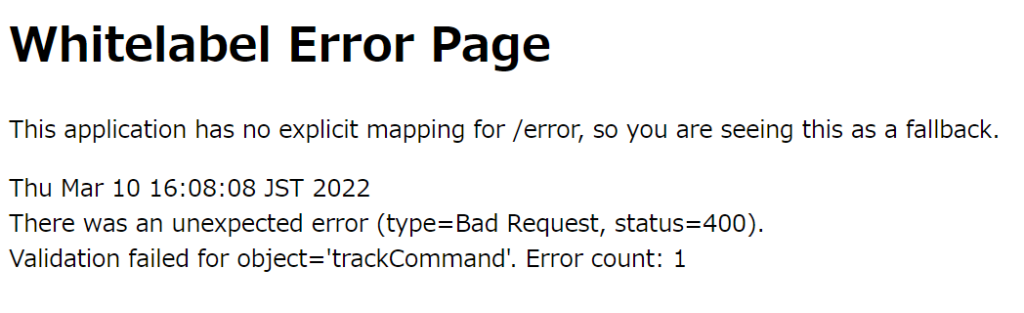 Whitelabel Error Page
This application has no explicit mapping for /error, so you are seeing this as a fallback.
Thu Mar 10 16:08:08 JST 2022
There was an unexpected error (type=Bad Request, status=400).
Validation failed for object='trackCommand'. Error count: 1